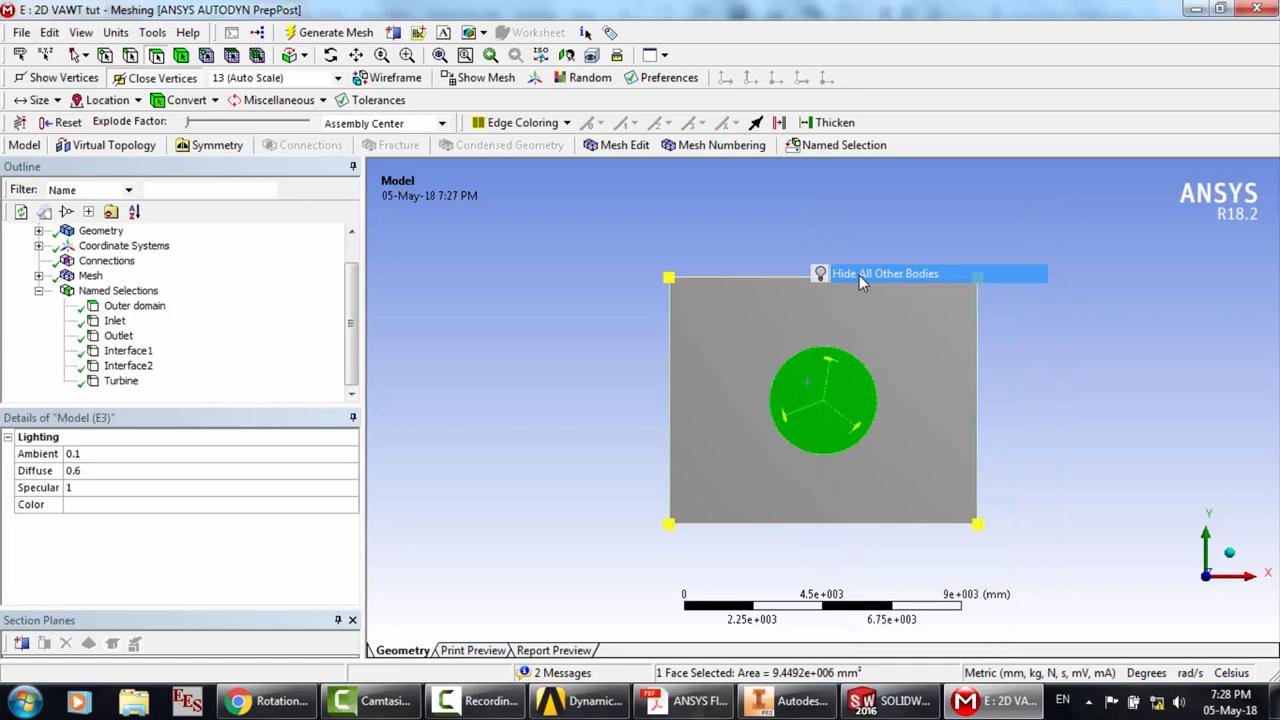 E : 2D VAWT tut - Meshing [ANSYS AUTODYN PrepPost]
File Edit View Units Tools Help Generate Mesh Worksheet
Show Vertices Close Vertices 13 (Auto Scale) Wireframe Show Mesh Random Preferences
Size Location Convert Miscellaneous Tolerances
Reset Explode Factor: Assembly Center Edge Coloring Thicken
Model Virtual Topology Symmetry Connections Fracture Condensed Geometry Mesh Edit Mesh Numbering Named Selection
Outline
Filter: Name
Geometry
Coordinate Systems
Connections
Mesh
Named Selections
Outer domain
Inlet
Outlet
Interface1
Interface2
Turbine
Details of "Model (E3)"
Lighting
Ambient 0.1
Diffuse 0.6
Specular 1
Color
Section Planes
Model
05-May-18 7:27 PM
ANSYS
R18.2
Hide All Other Bodies
Y
X
0 4.5e+003 9e+003 (mm)
2.25e+003 6.75e+003
Geometry Print Preview Report Preview
2 Messages 1 Face Selected: Area = 9.4492e+006 mm² Metric (mm, kg, N, s, mV, mA) Degrees rad/s Celsius
EES Rotation... Camtasi... Recordin... Dynamic... ANSYS Fl... Autodes... SOLIDW... E : 2D VA... EN 7:28 PM
05-May-18